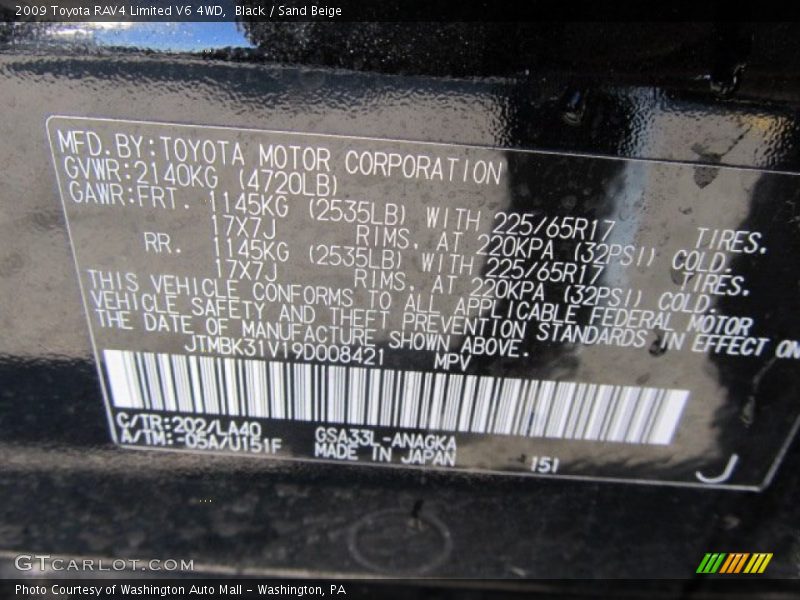 2009 Toyota RAV4 Limited V6 4WD, Black / Sand Beige
MFD. BY: TOYOTA MOTOR CORPORATION
GVWR: 2140KG (4720LB)
GAWR: FRT. 1145KG (2535LB) WITH 225/65R17 TIRES.
17X7J RIMS, AT 220KPA (32PSI) COLD.
RR. 1145KG (2535LB) WITH 225/65R17 TIRES.
17X7J RIMS, AT 220KPA (32PSI) COLD.
THIS VEHICLE CONFORMS TO ALL APPLICABLE FEDERAL MOTOR
VEHICLE SAFETY AND THEFT PREVENTION STANDARDS IN EFFECT ON
THE DATE OF MANUFACTURE SHOWN ABOVE.
JTMBK31V19D008421 MPV
C/TR:202/LA40 GSA33L-ANAGKA
A/TM:-05A/U151F MADE IN JAPAN 151 J
GTCARLOT.COM
Photo Courtesy of Washington Auto Mall - Washington, PA